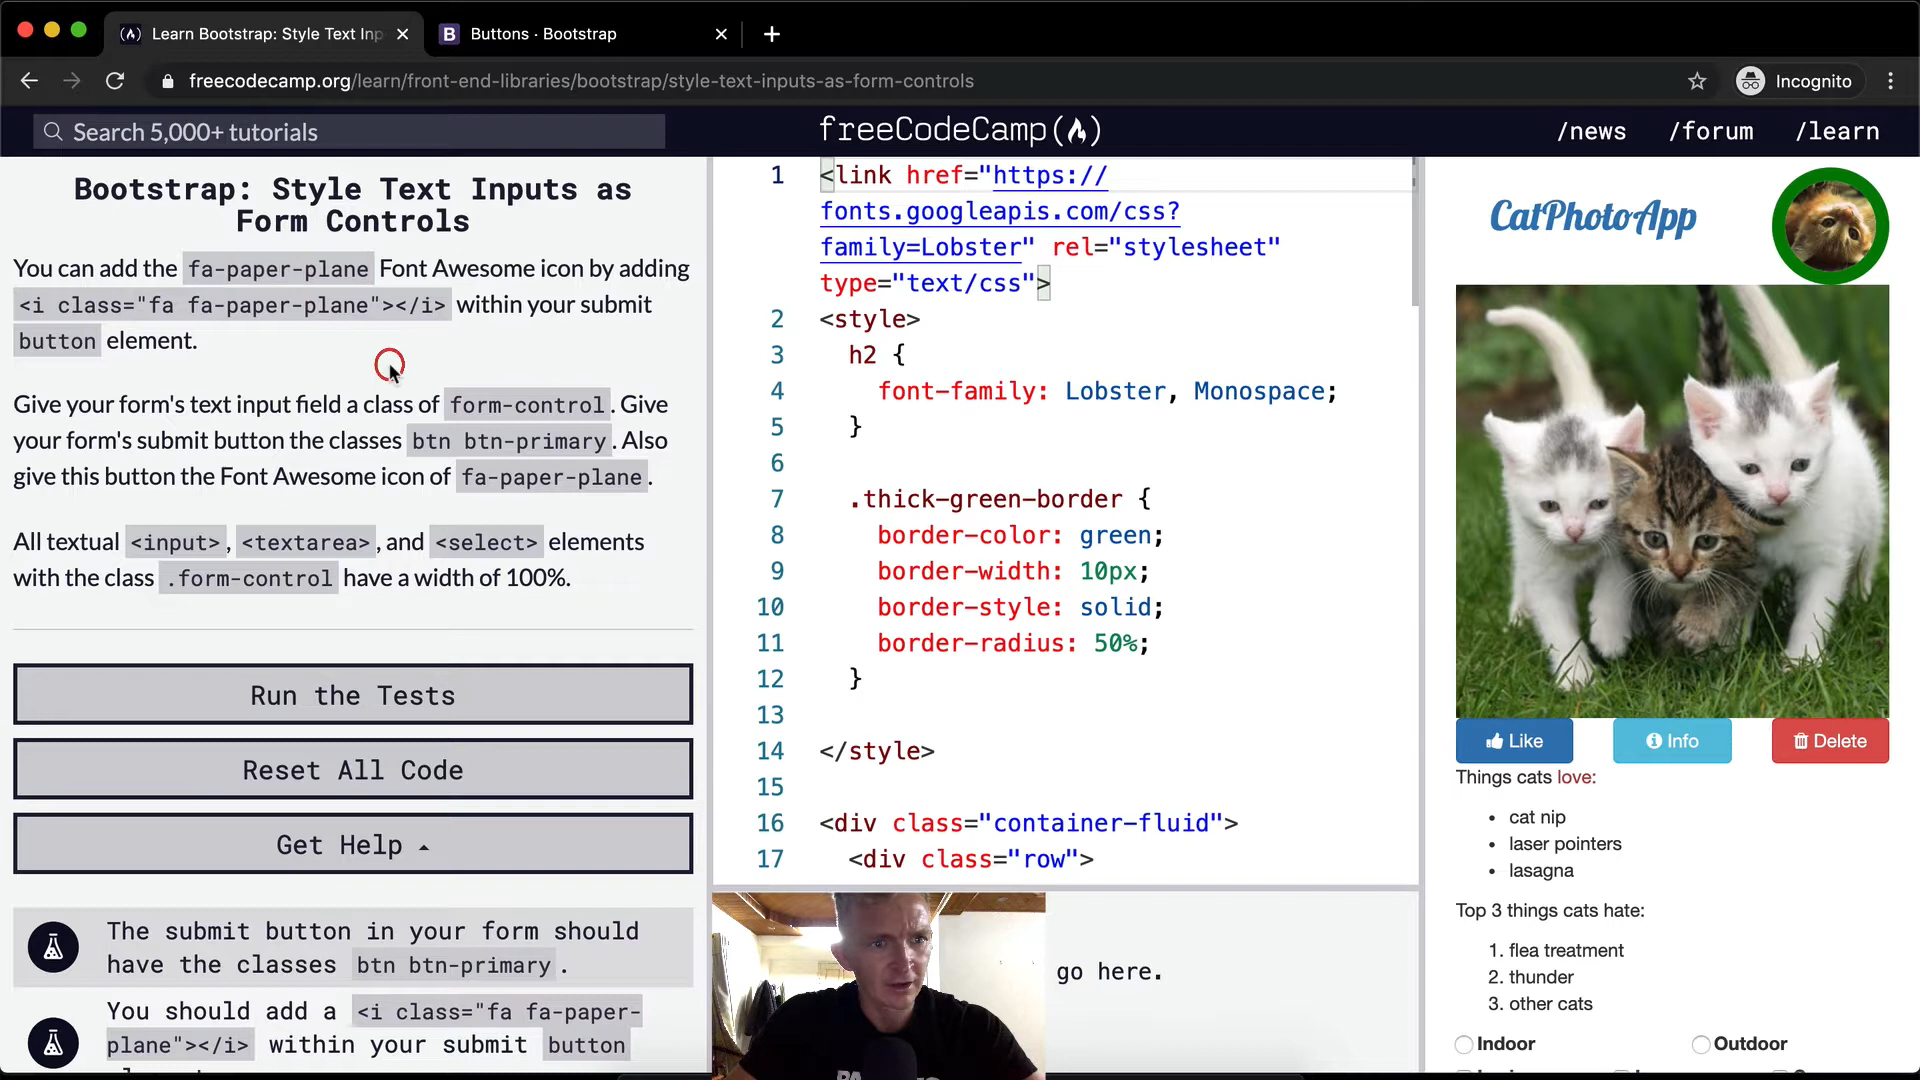 Learn Bootstrap: Style Text Inp
Buttons · Bootstrap
freecodecamp.org/learn/front-end-libraries/bootstrap/style-text-inputs-as-form-controls
Incognito
Search 5,000+ tutorials
freeCodeCamp
/news
/forum
/learn
Bootstrap: Style Text Inputs as
Form Controls
You can add the fa-paper-plane Font Awesome icon by adding
<i class="fa fa-paper-plane"></i> within your submit
button element.
Give your form's text input field a class of form-control. Give
your form's submit button the classes btn btn-primary. Also
give this button the Font Awesome icon of fa-paper-plane.
All textual <input>, <textarea>, and <select> elements
with the class .form-control have a width of 100%.
Run the Tests
Reset All Code
Get Help
The submit button in your form should
have the classes btn btn-primary.
You should add a <i class="fa fa-paper-
plane"></i> within your submit button
1 <link href="https://
fonts.googleapis.com/css?
family=Lobster" rel="stylesheet"
type="text/css">
2 <style>
3 h2 {
4 font-family: Lobster, Monospace;
5 }
6
7 .thick-green-border {
8 border-color: green;
9 border-width: 10px;
10 border-style: solid;
11 border-radius: 50%;
12 }
13
14 </style>
15
16 <div class="container-fluid">
17 <div class="row">
go here.
CatPhotoApp
Like
Info
Delete
Things cats love:
• cat nip
• laser pointers
• lasagna
Top 3 things cats hate:
1. flea treatment
2. thunder
3. other cats
Indoor
Outdoor